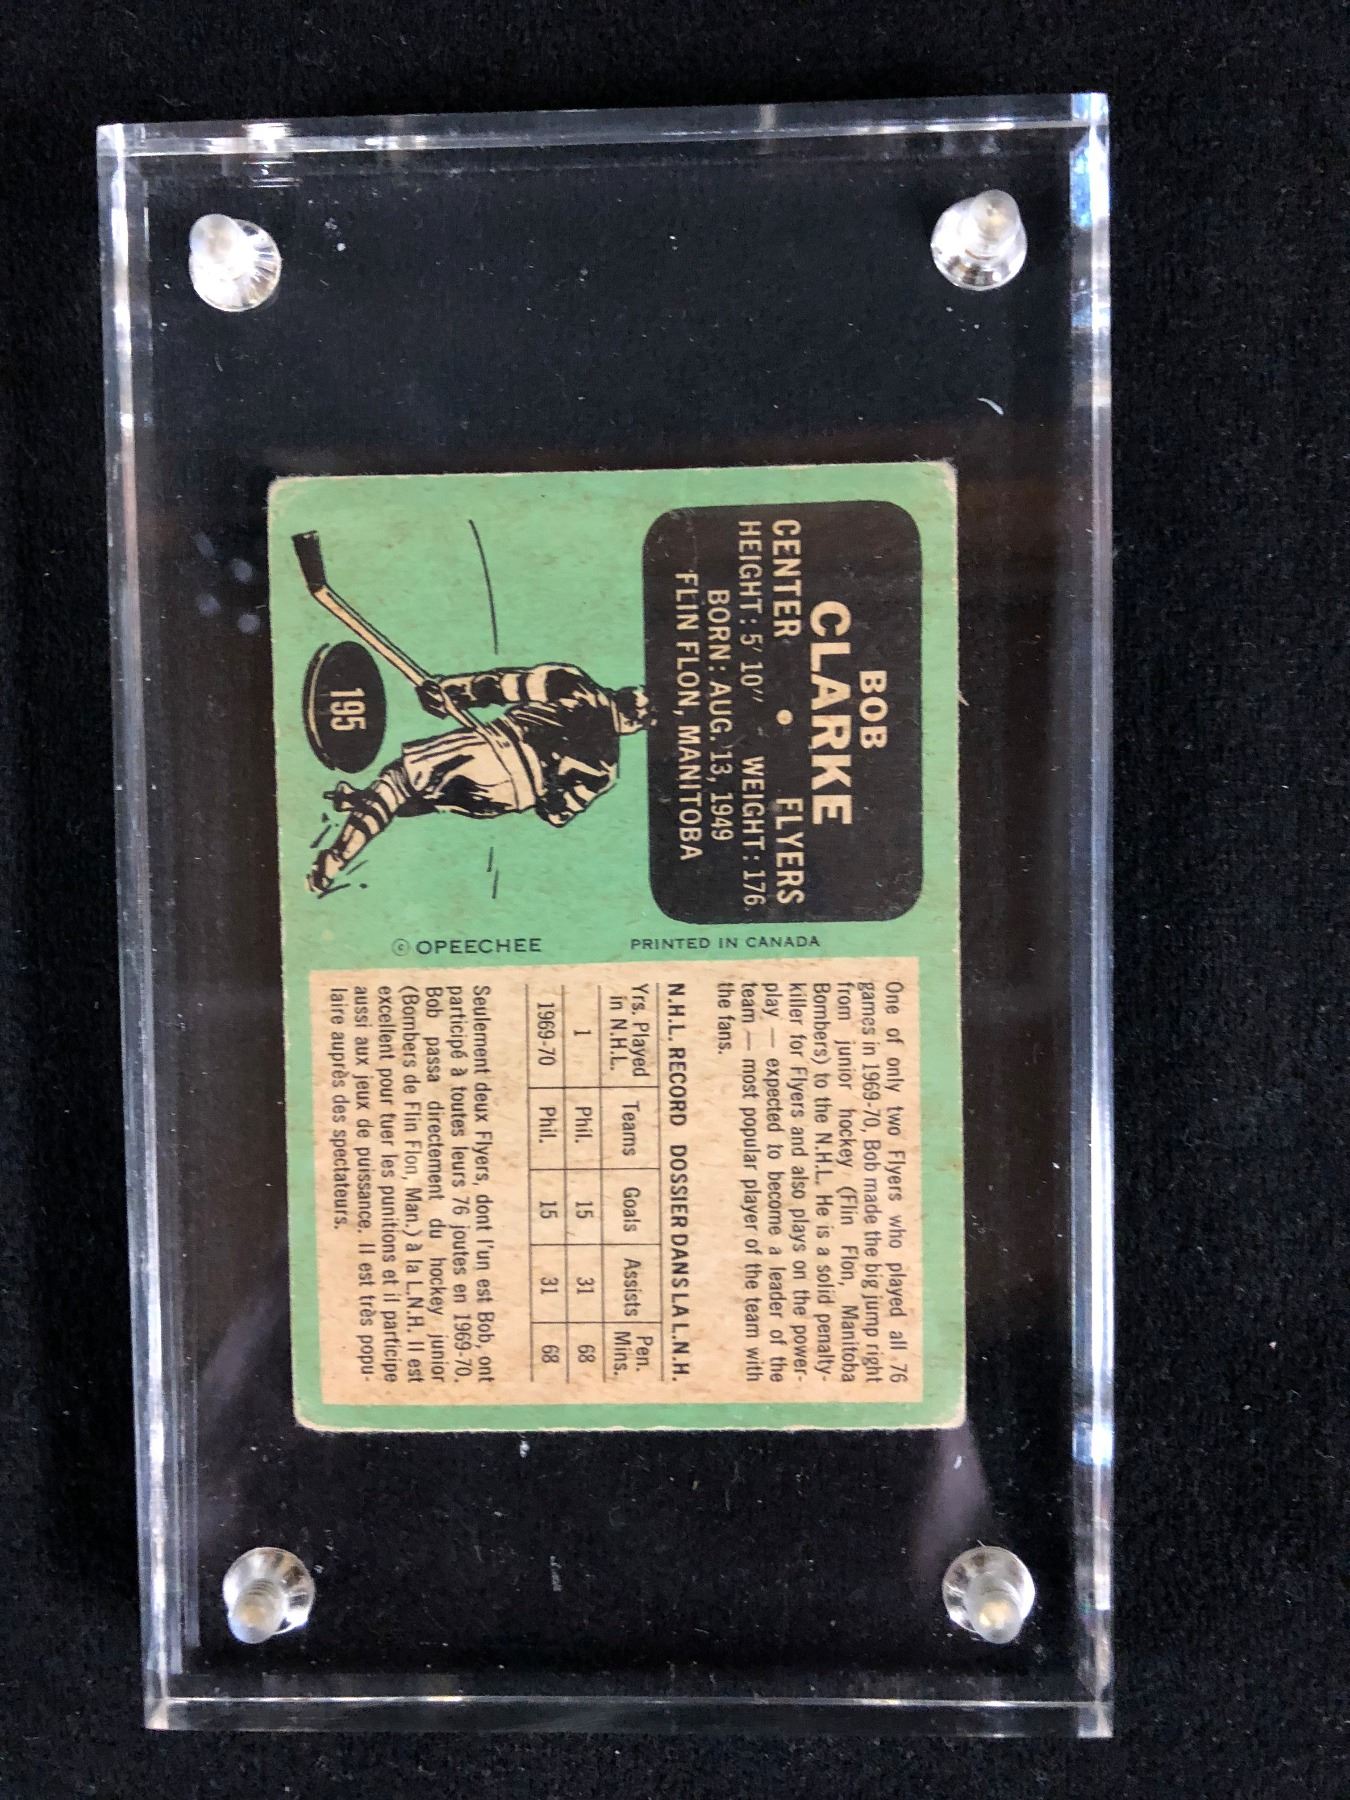 BOB
CLARKE
CENTER • FLYERS
HEIGHT: 5' 10" - WEIGHT: 176
BORN: AUG. 13, 1949
FLIN FLON, MANITOBA
195
© OPEECHEE
PRINTED IN CANADA
One of only two Flyers who played all 76
games in 1969-70, Bob made the big jump right
from junior hockey (Flin Flon, Manitoba
Bombers) to the N.H.L. He is a solid penalty-
killer for Flyers and also plays on the power-
play — expected to become a leader of the
team — most popular player of the team with
the fans.
N.H.L. RECORD DOSSIER DANS LA L.N.H.
Yrs. Played in N.H.L. Teams Goals Assists Pen. Mins.
1 Phil. 15 31 68
1969-70 Phil. 15 31 68
Seulement deux Flyers, dont l'un est Bob, ont
participé à toutes leurs 76 joutes en 1969-70.
Bob passa directement du hockey junior
(Bombers de Flin Flon, Man.) à la L.N.H. Il est
excellent pour tuer les punitions et il participe
aussi aux jeux de puissance. Il est très popu-
laire auprès des spectateurs.